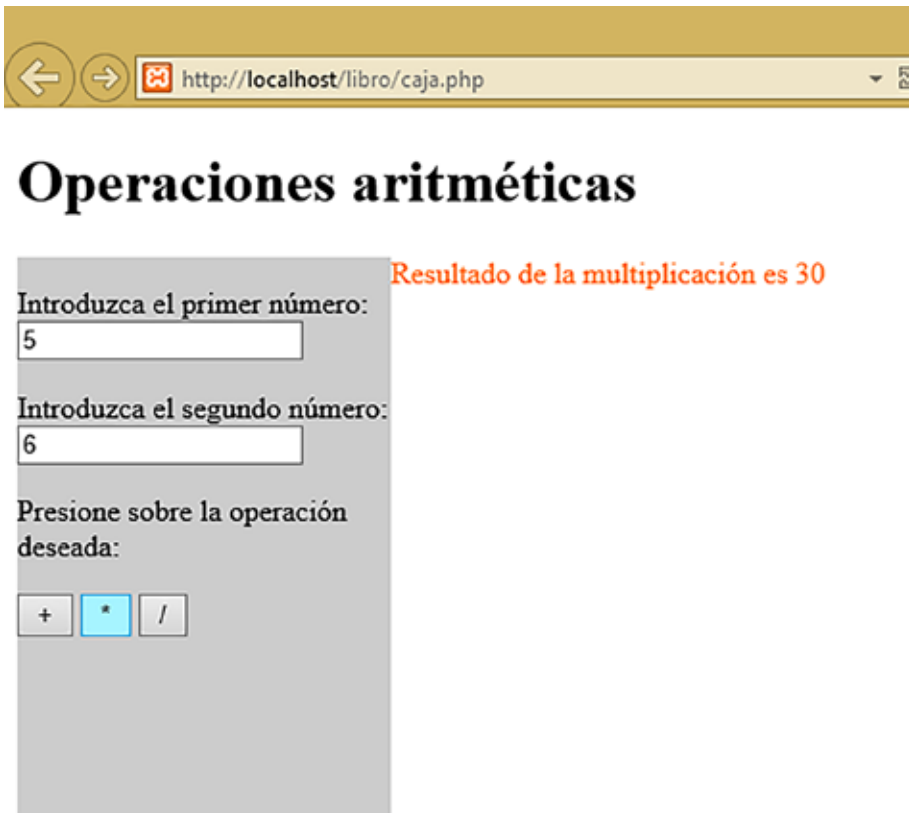 http://localhost/libro/caja.php
Operaciones aritméticas
Introduzca el primer número:
5
Introduzca el segundo número:
6
Presione sobre la operación
deseada:
+ * /
Resultado de la multiplicación es 30